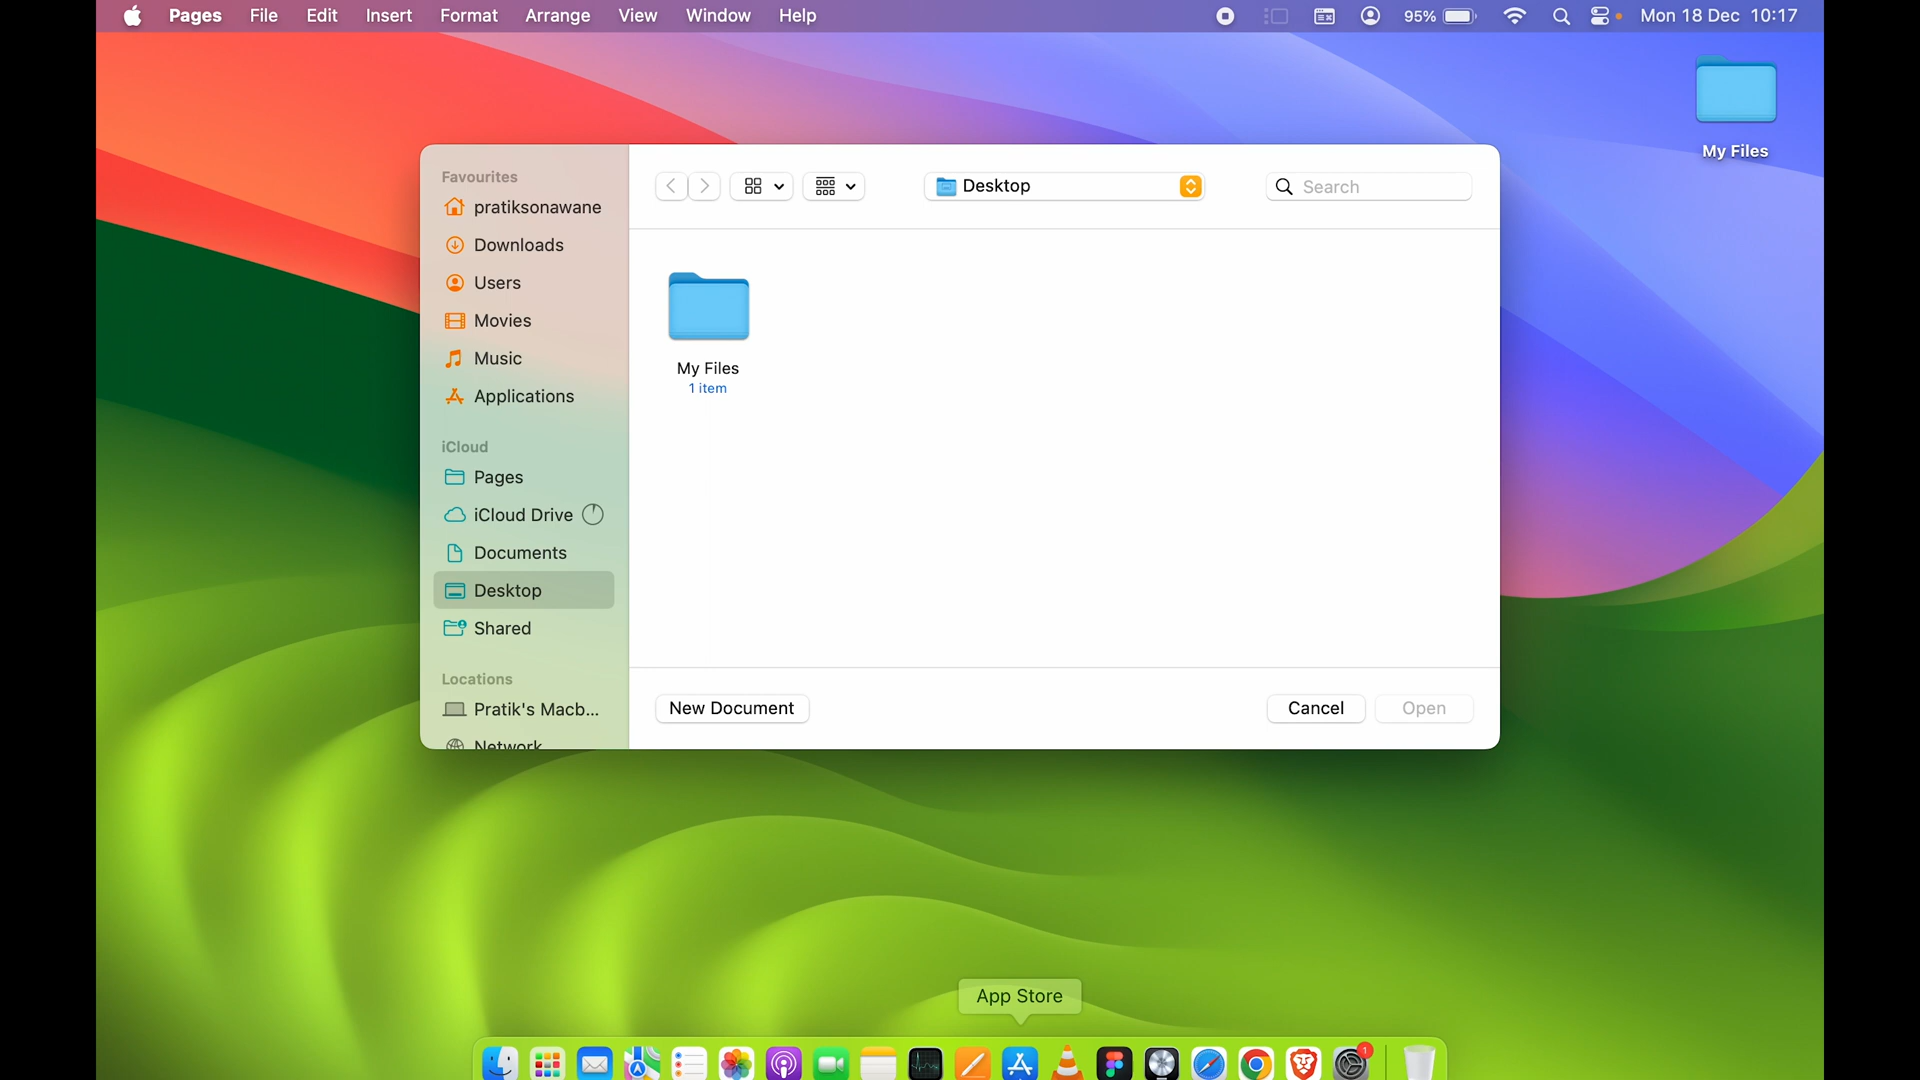 Pages File Edit Insert Format Arrange View Window Help 95% Mon 18 Dec 10:17
My Files
Favourites
pratiksonawane
Downloads
Users
Movies
Music
Applications
iCloud
Pages
iCloud Drive
Documents
Desktop
Shared
Locations
Pratik's Macb...
Network
Desktop
Search
My Files
1 item
New Document
Cancel
Open
App Store
1